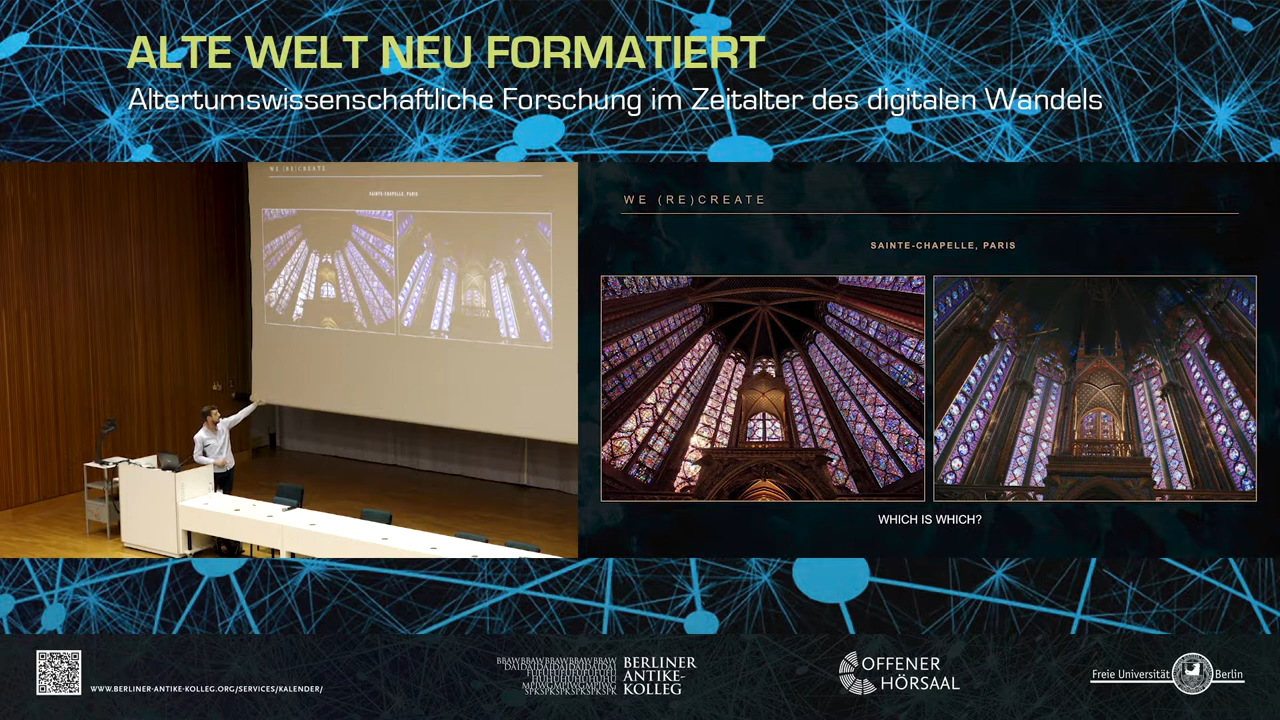 ALTE WELT NEU FORMATIERT
Altertumswissenschaftliche Forschung im Zeitalter des digitalen Wandels
WE (RE)CREATE
SAINTE-CHAPELLE, PARIS
WE (RE)CREATE
SAINTE-CHAPELLE, PARIS
WHICH IS WHICH?
WWW.BERLINER-ANTIKE-KOLLEG.ORG/SERVICES/KALENDER/
BERLINER
ANTIKE-
KOLLEG
OFFENER
HÖRSAAL
Freie Universität Berlin